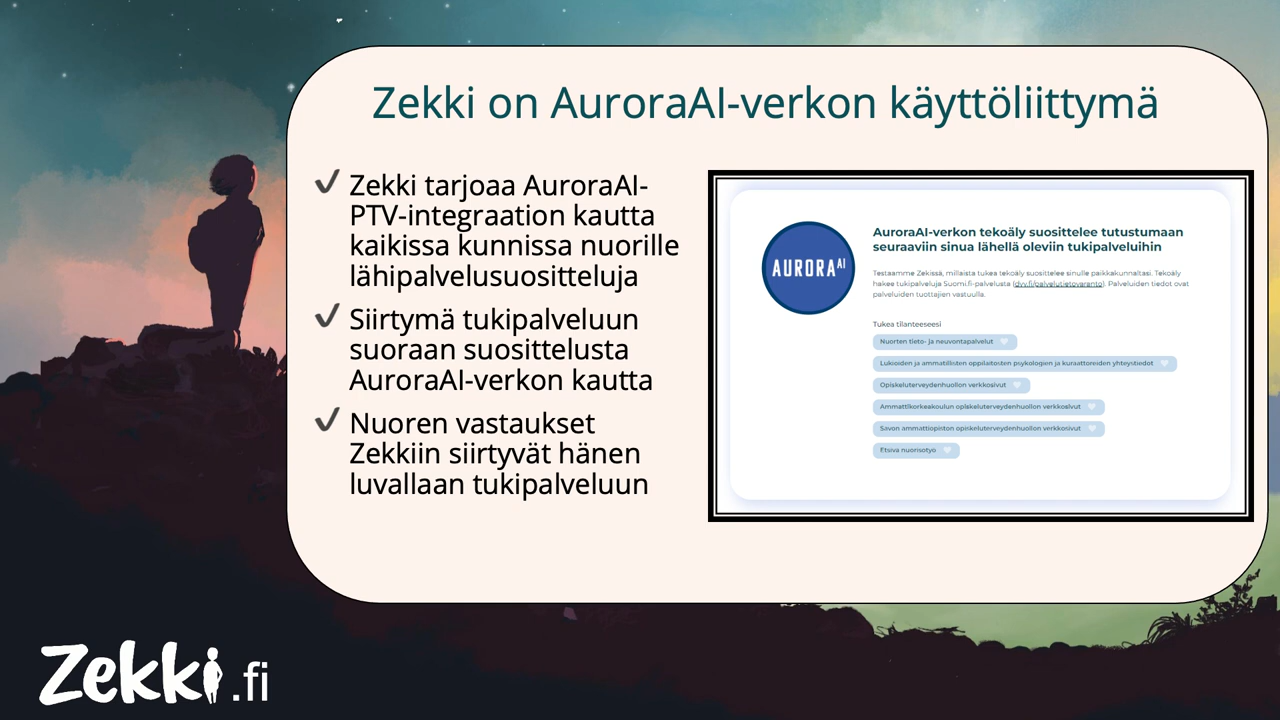 Zekki on AuroraAI-verkon käyttöliittymä
Zekki tarjoaa AuroraAI-
PTV-integraation kautta
kaikissa kunnissa nuorille
lähipalvelusuositteluja
Siirtymä tukipalveluun
suoraan suosittelusta
AuroraAI-verkon kautta
Nuoren vastaukset
Zekkiin siirtyvät hänen
luvallaan tukipalveluun
AURORA AI
AuroraAI-verkon tekoäly suosittelee tutustumaan
seuraaviin sinua lähellä oleviin tukipalveluihin
Testaamme Zekissä, millaista tukea tekoäly suosittelee sinulle paikkakunnaltasi. Tekoäly
hakee tukipalveluja Suomi.fi-palvelusta (dvv.fi/palvelutietovaranto). Palveluiden tiedot ovat
palveluiden tuottajien vastuulla.
Tukea tilanteeseesi
Nuorten tieto- ja neuvontapalvelut
Lukioiden ja ammatillisten oppilaitosten psykologien ja kuraattoreiden yhteystiedot
Opiskeluterveydenhuollon verkkosivut
Ammattikorkeakoulun opiskeluterveydenhuollon verkkosivut
Savon ammattiopiston opiskeluterveydenhuollon verkkosivut
Etsivä nuorisotyö
Zekki.fi